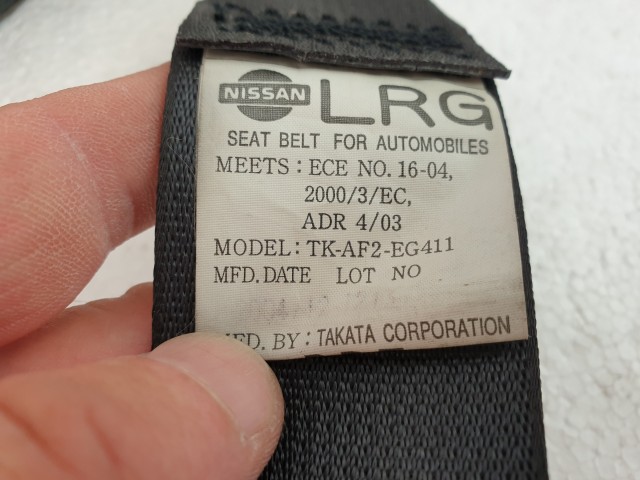 NISSAN LRG
SEAT BELT FOR AUTOMOBILES
MEETS : ECE NO. 16-04,
2000/3/EC,
ADR 4/03
MODEL: TK-AF2-EG411
MFD. DATE LOT NO
MFD. BY : TAKATA CORPORATION